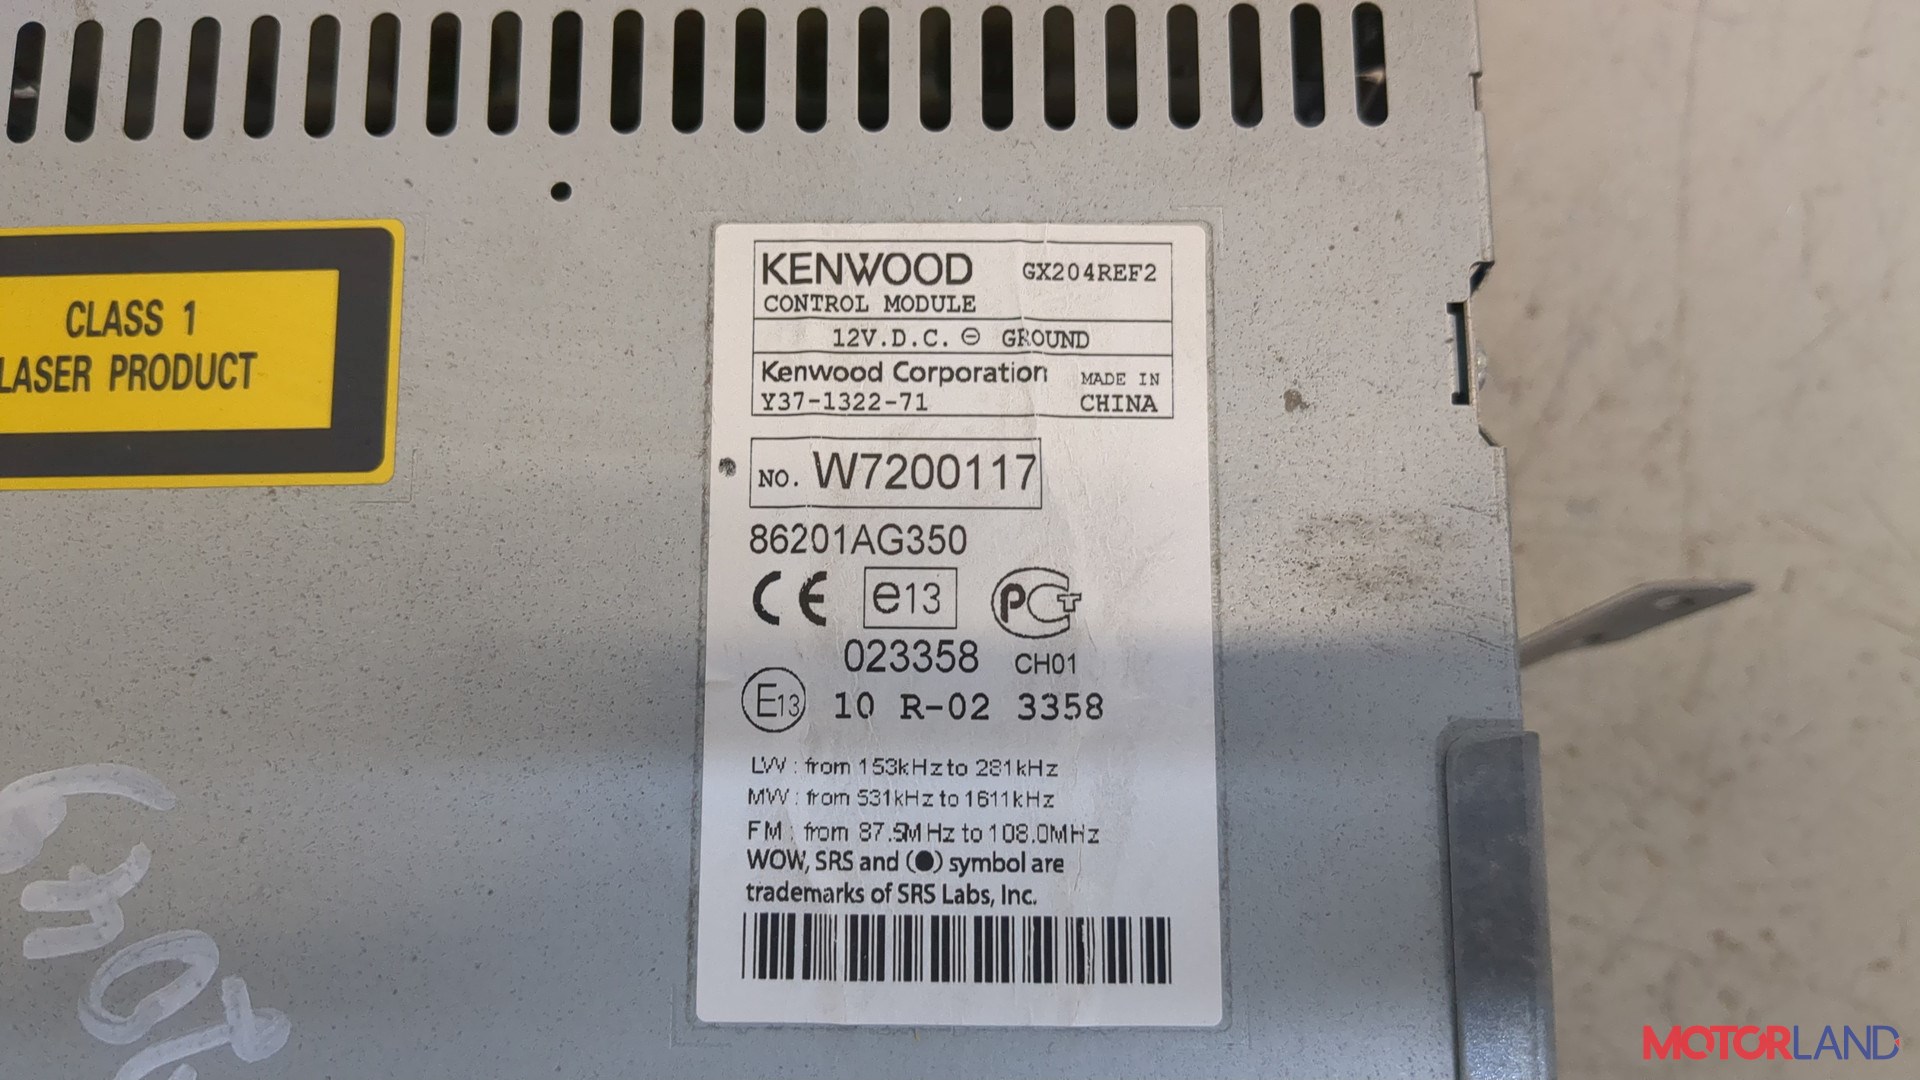 CLASS 1
LASER PRODUCT
KENWOOD GX204REF2
CONTROL MODULE
12V.D.C. ⊖ GROUND
Kenwood Corporation MADE IN
Y37-1322-71 CHINA
NO. W7200117
86201AG350
CE e13 PCT
023358 CH01
E13 10 R-02 3358
LW : from 153kHz to 281kHz
MW : from 531kHz to 1611kHz
FM : from 87.5MHz to 108.0MHz
WOW, SRS and (●) symbol are
trademarks of SRS Labs, Inc.
MOTORLAND